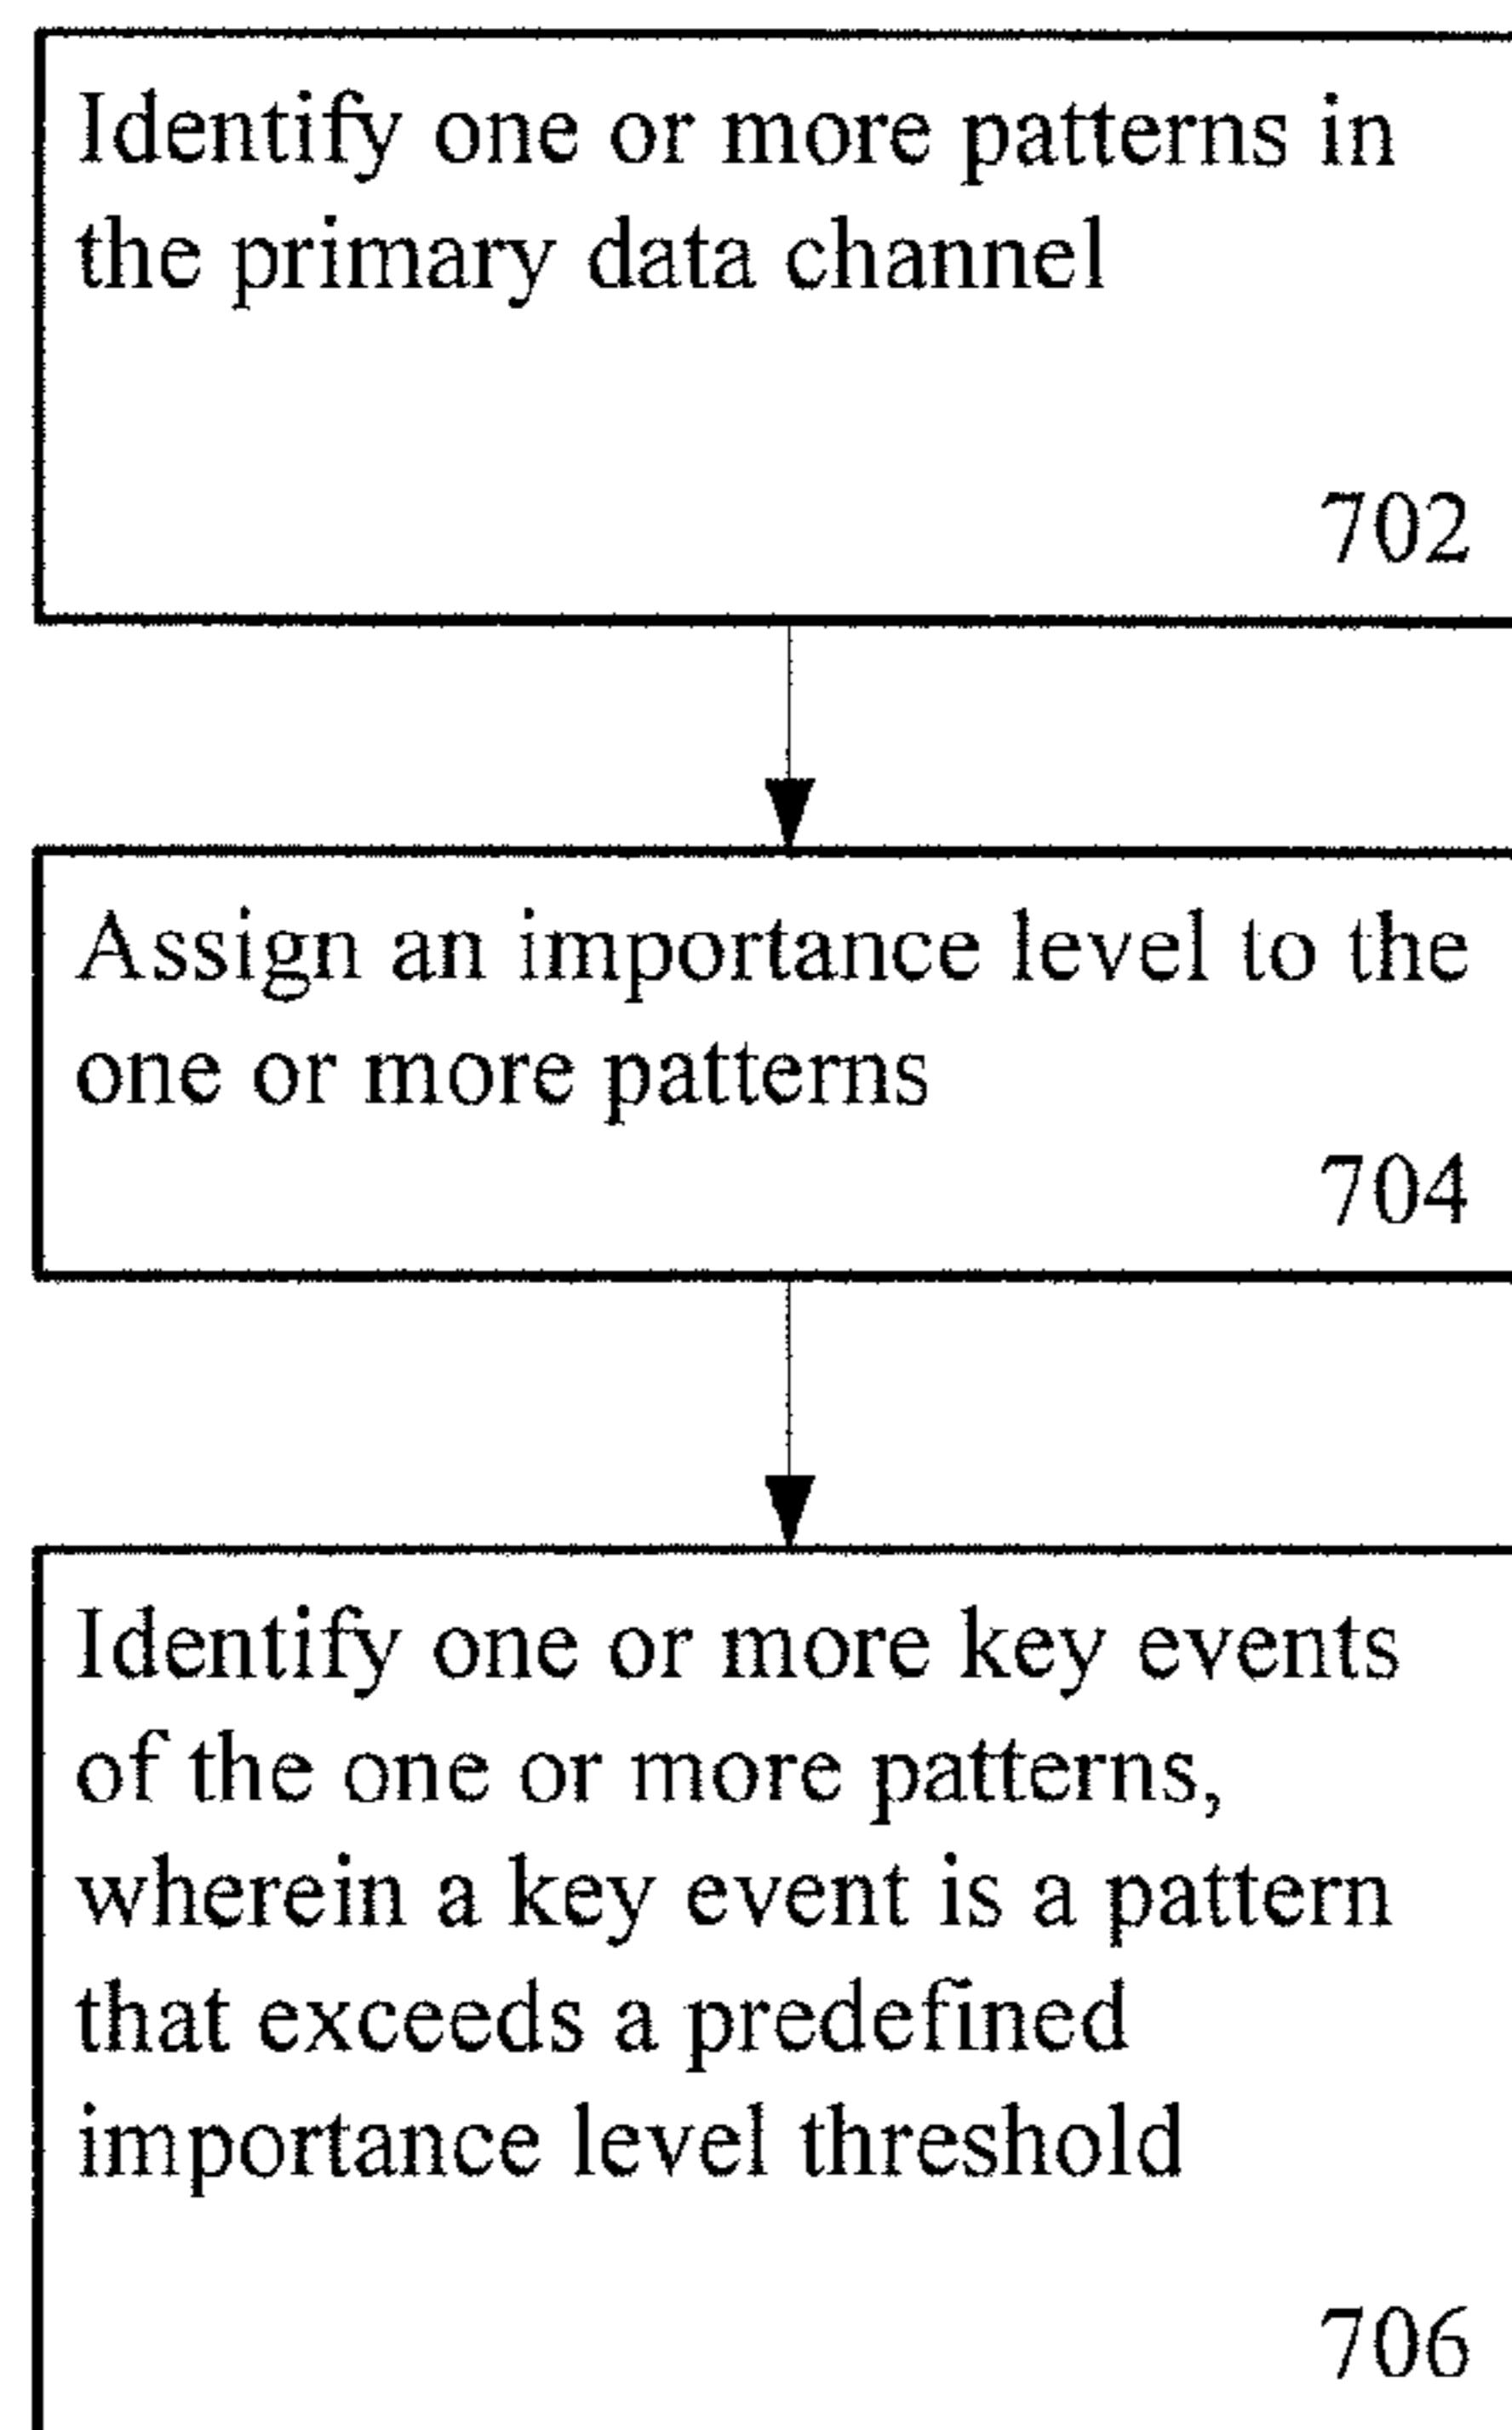 Identify one or more patterns in
the primary data channel
702
Assign an importance level to the
one or more patterns
704
Identify one or more key events
of the one or more patterns,
wherein a key event is a pattern
that exceeds a predefined
importance level threshold
706